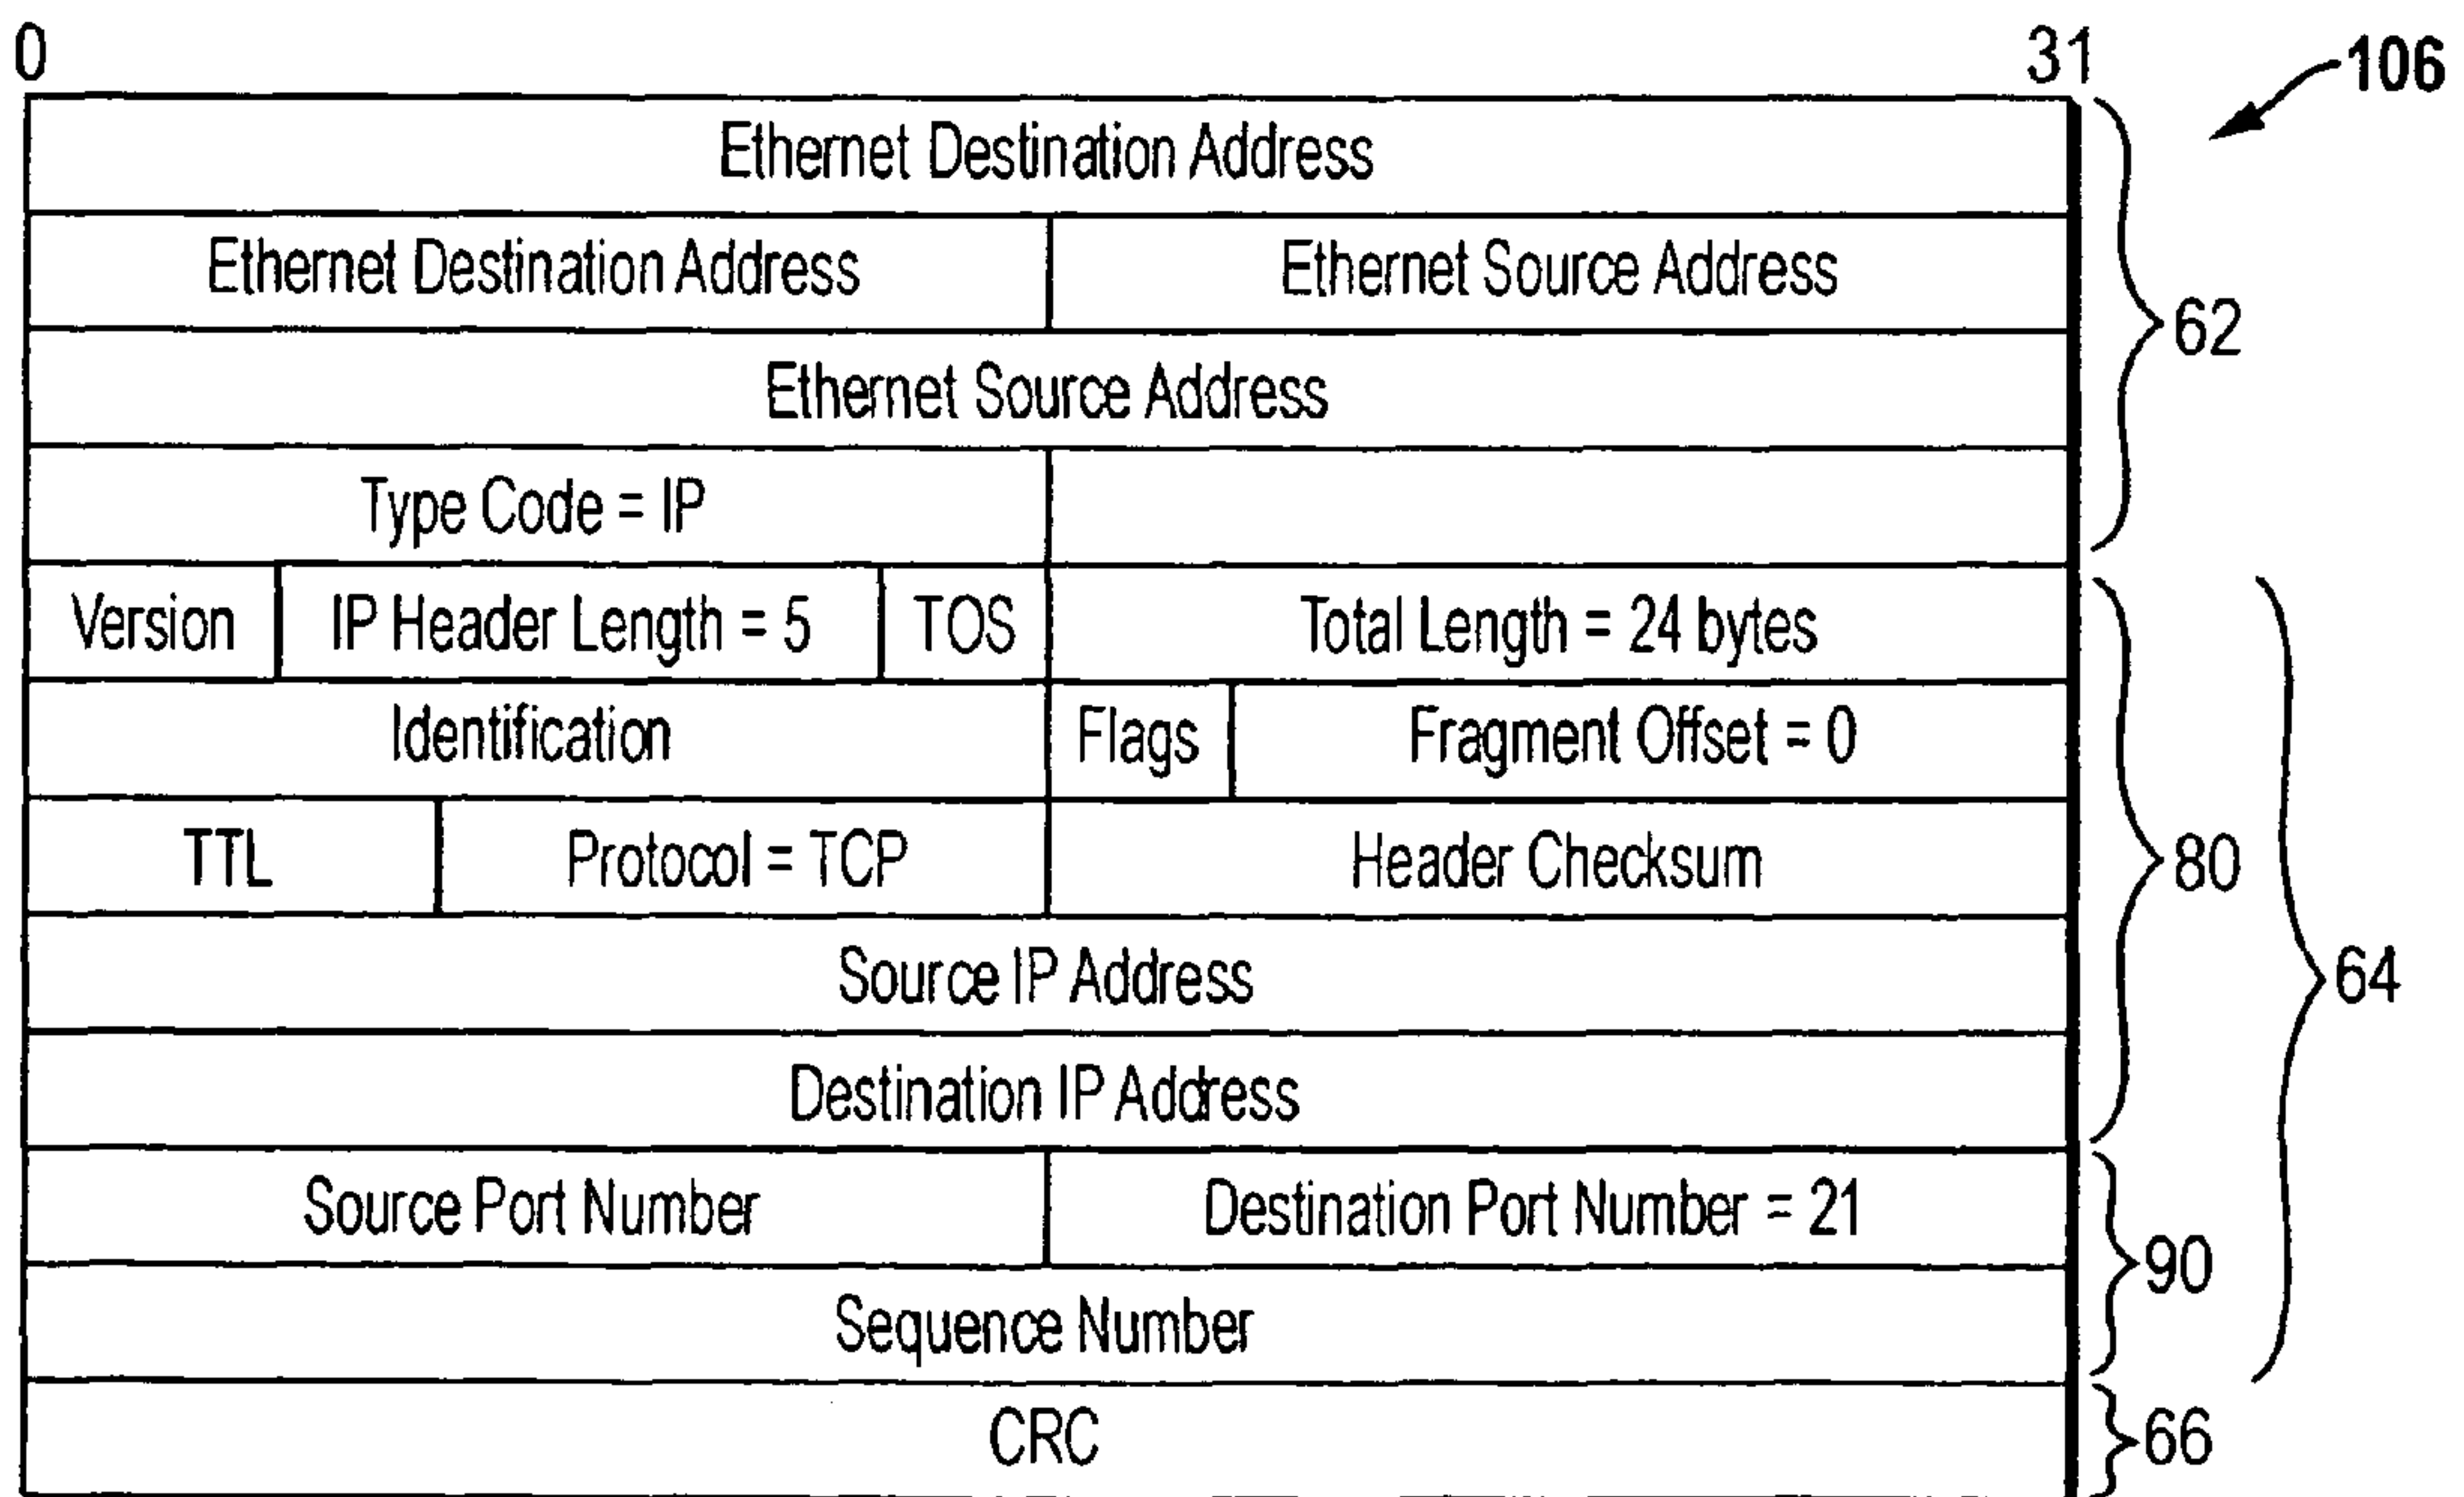 0 31
106
Ethernet Destination Address
Ethernet Destination Address Ethernet Source Address
62
Ethernet Source Address
Type Code = IP
Version IP Header Length = 5 TOS Total Length = 24 bytes
Identification Flags Fragment Offset = 0
TTL Protocol = TCP Header Checksum
80
Source IP Address
64
Destination IP Address
Source Port Number Destination Port Number = 21
90
Sequence Number
CRC
66